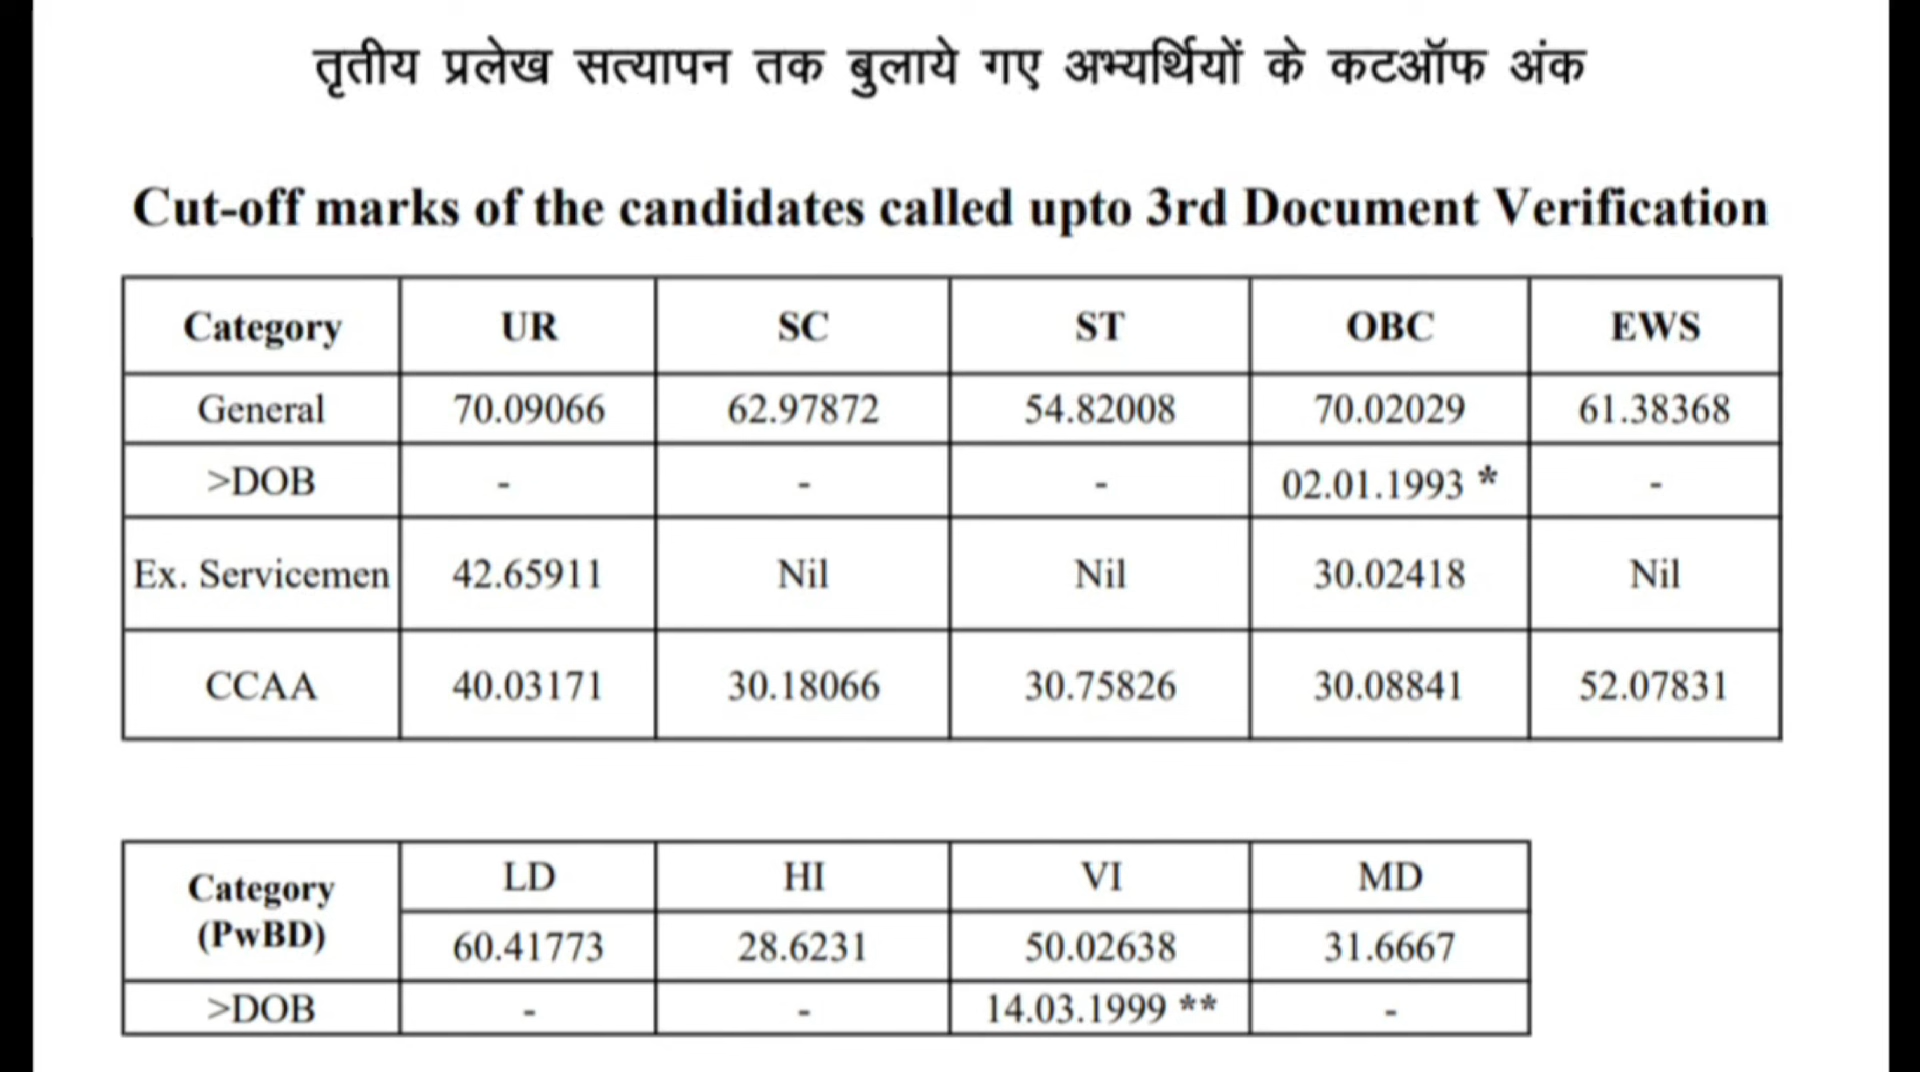 तृतीय प्रलेख सत्यापन तक बुलाये गए अभ्यर्थियों के कटऑफ अंक
Cut-off marks of the candidates called upto 3rd Document Verification
Category UR SC ST OBC EWS
General 70.09066 62.97872 54.82008 70.02029 61.38368
>DOB - - - 02.01.1993 * -
Ex. Servicemen 42.65911 Nil Nil 30.02418 Nil
CCAA 40.03171 30.18066 30.75826 30.08841 52.07831
Category (PwBD) LD HI VI MD
60.41773 28.6231 50.02638 31.6667
>DOB - - 14.03.1999 ** -